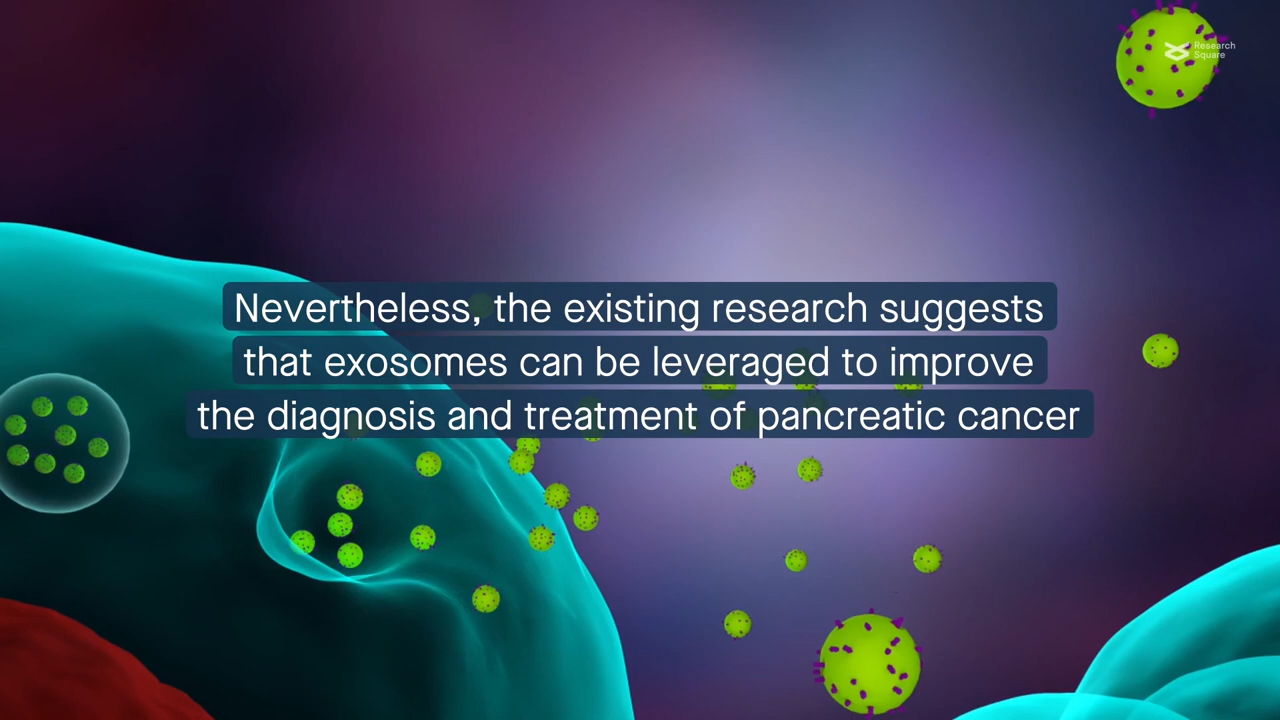 Research
Square
Nevertheless, the existing research suggests
that exosomes can be leveraged to improve
the diagnosis and treatment of pancreatic cancer